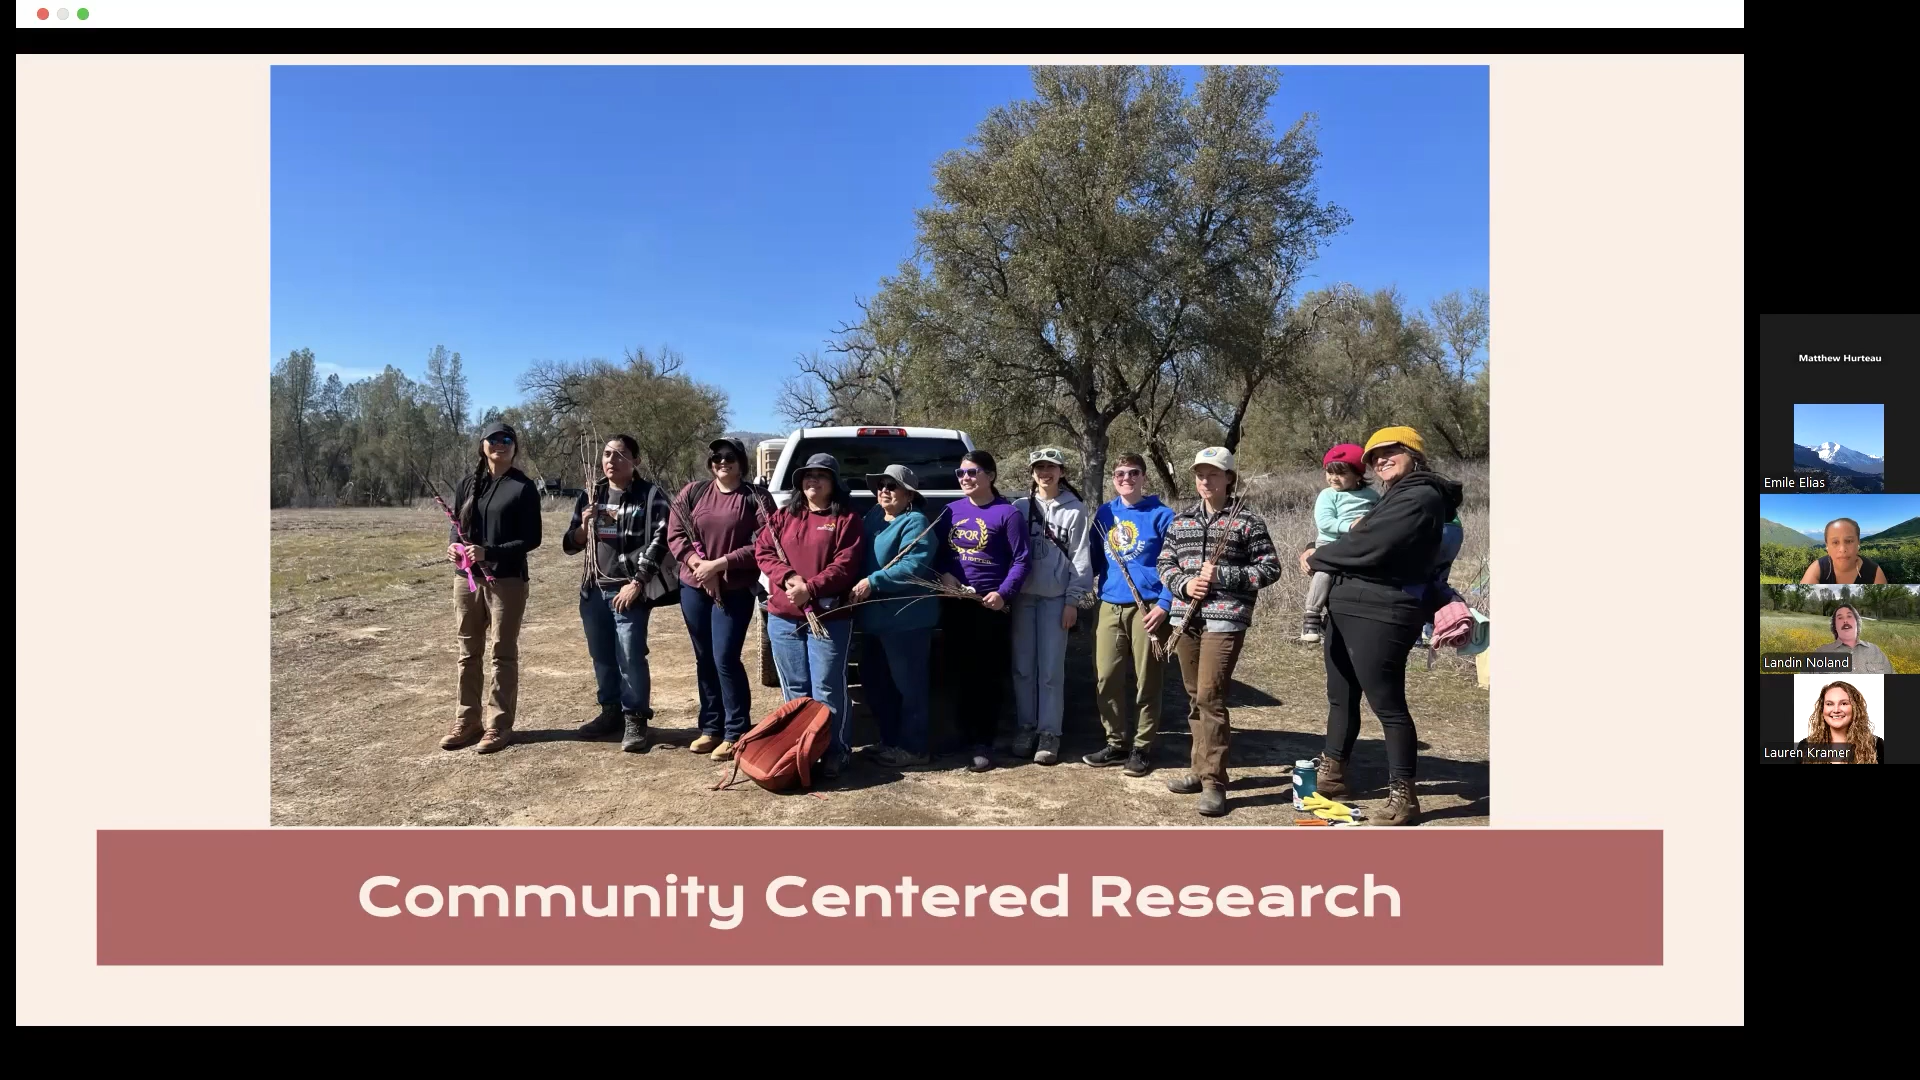 SPQR
Community Centered Research
Matthew Hurteau
Emile Elias
Landin Noland
Lauren Kramer